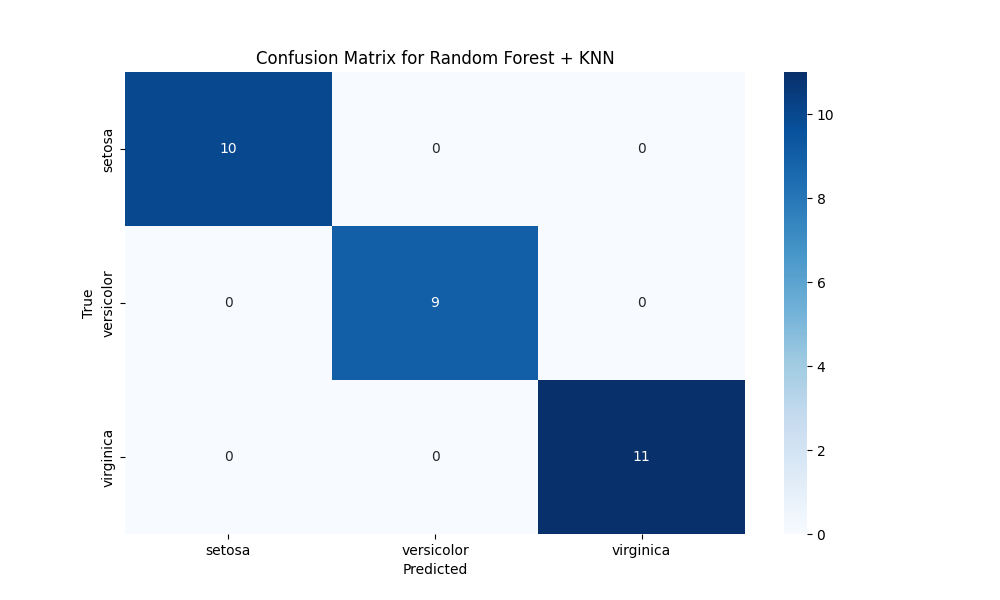 Confusion Matrix for Random Forest + KNN
True
setosa
versicolor
virginica
10 0 0
0 9 0
0 0 11
setosa versicolor virginica
Predicted
10
8
6
4
2
0